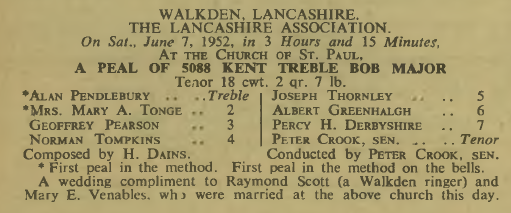 WALKDEN, LANCASHIRE.
THE LANCASHIRE ASSOCIATION.
On Sat., June 7, 1952, in 3 Hours and 15 Minutes,
AT THE CHURCH OF ST. PAUL,
A PEAL OF 5088 KENT TREBLE BOB MAJOR
Tenor 18 cwt. 2 qr. 7 lb.
*ALAN PENDLEBURY .. ..Treble | JOSEPH THORNLEY .. .. 5
*MRS. MARY A. TONGE .. 2 | ALBERT GREENHALGH .. 6
GEOFFREY PEARSON .. 3 | PERCY H. DERBYSHIRE .. 7
NORMAN TOMPKINS .. 4 | PETER CROOK, SEN. .. ..Tenor
Composed by H. DAINS. Conducted by PETER CROOK, SEN.
* First peal in the method. First peal in the method on the bells.
A wedding compliment to Raymond Scott (a Walkden ringer) and
Mary E. Venables, who were married at the above church this day.